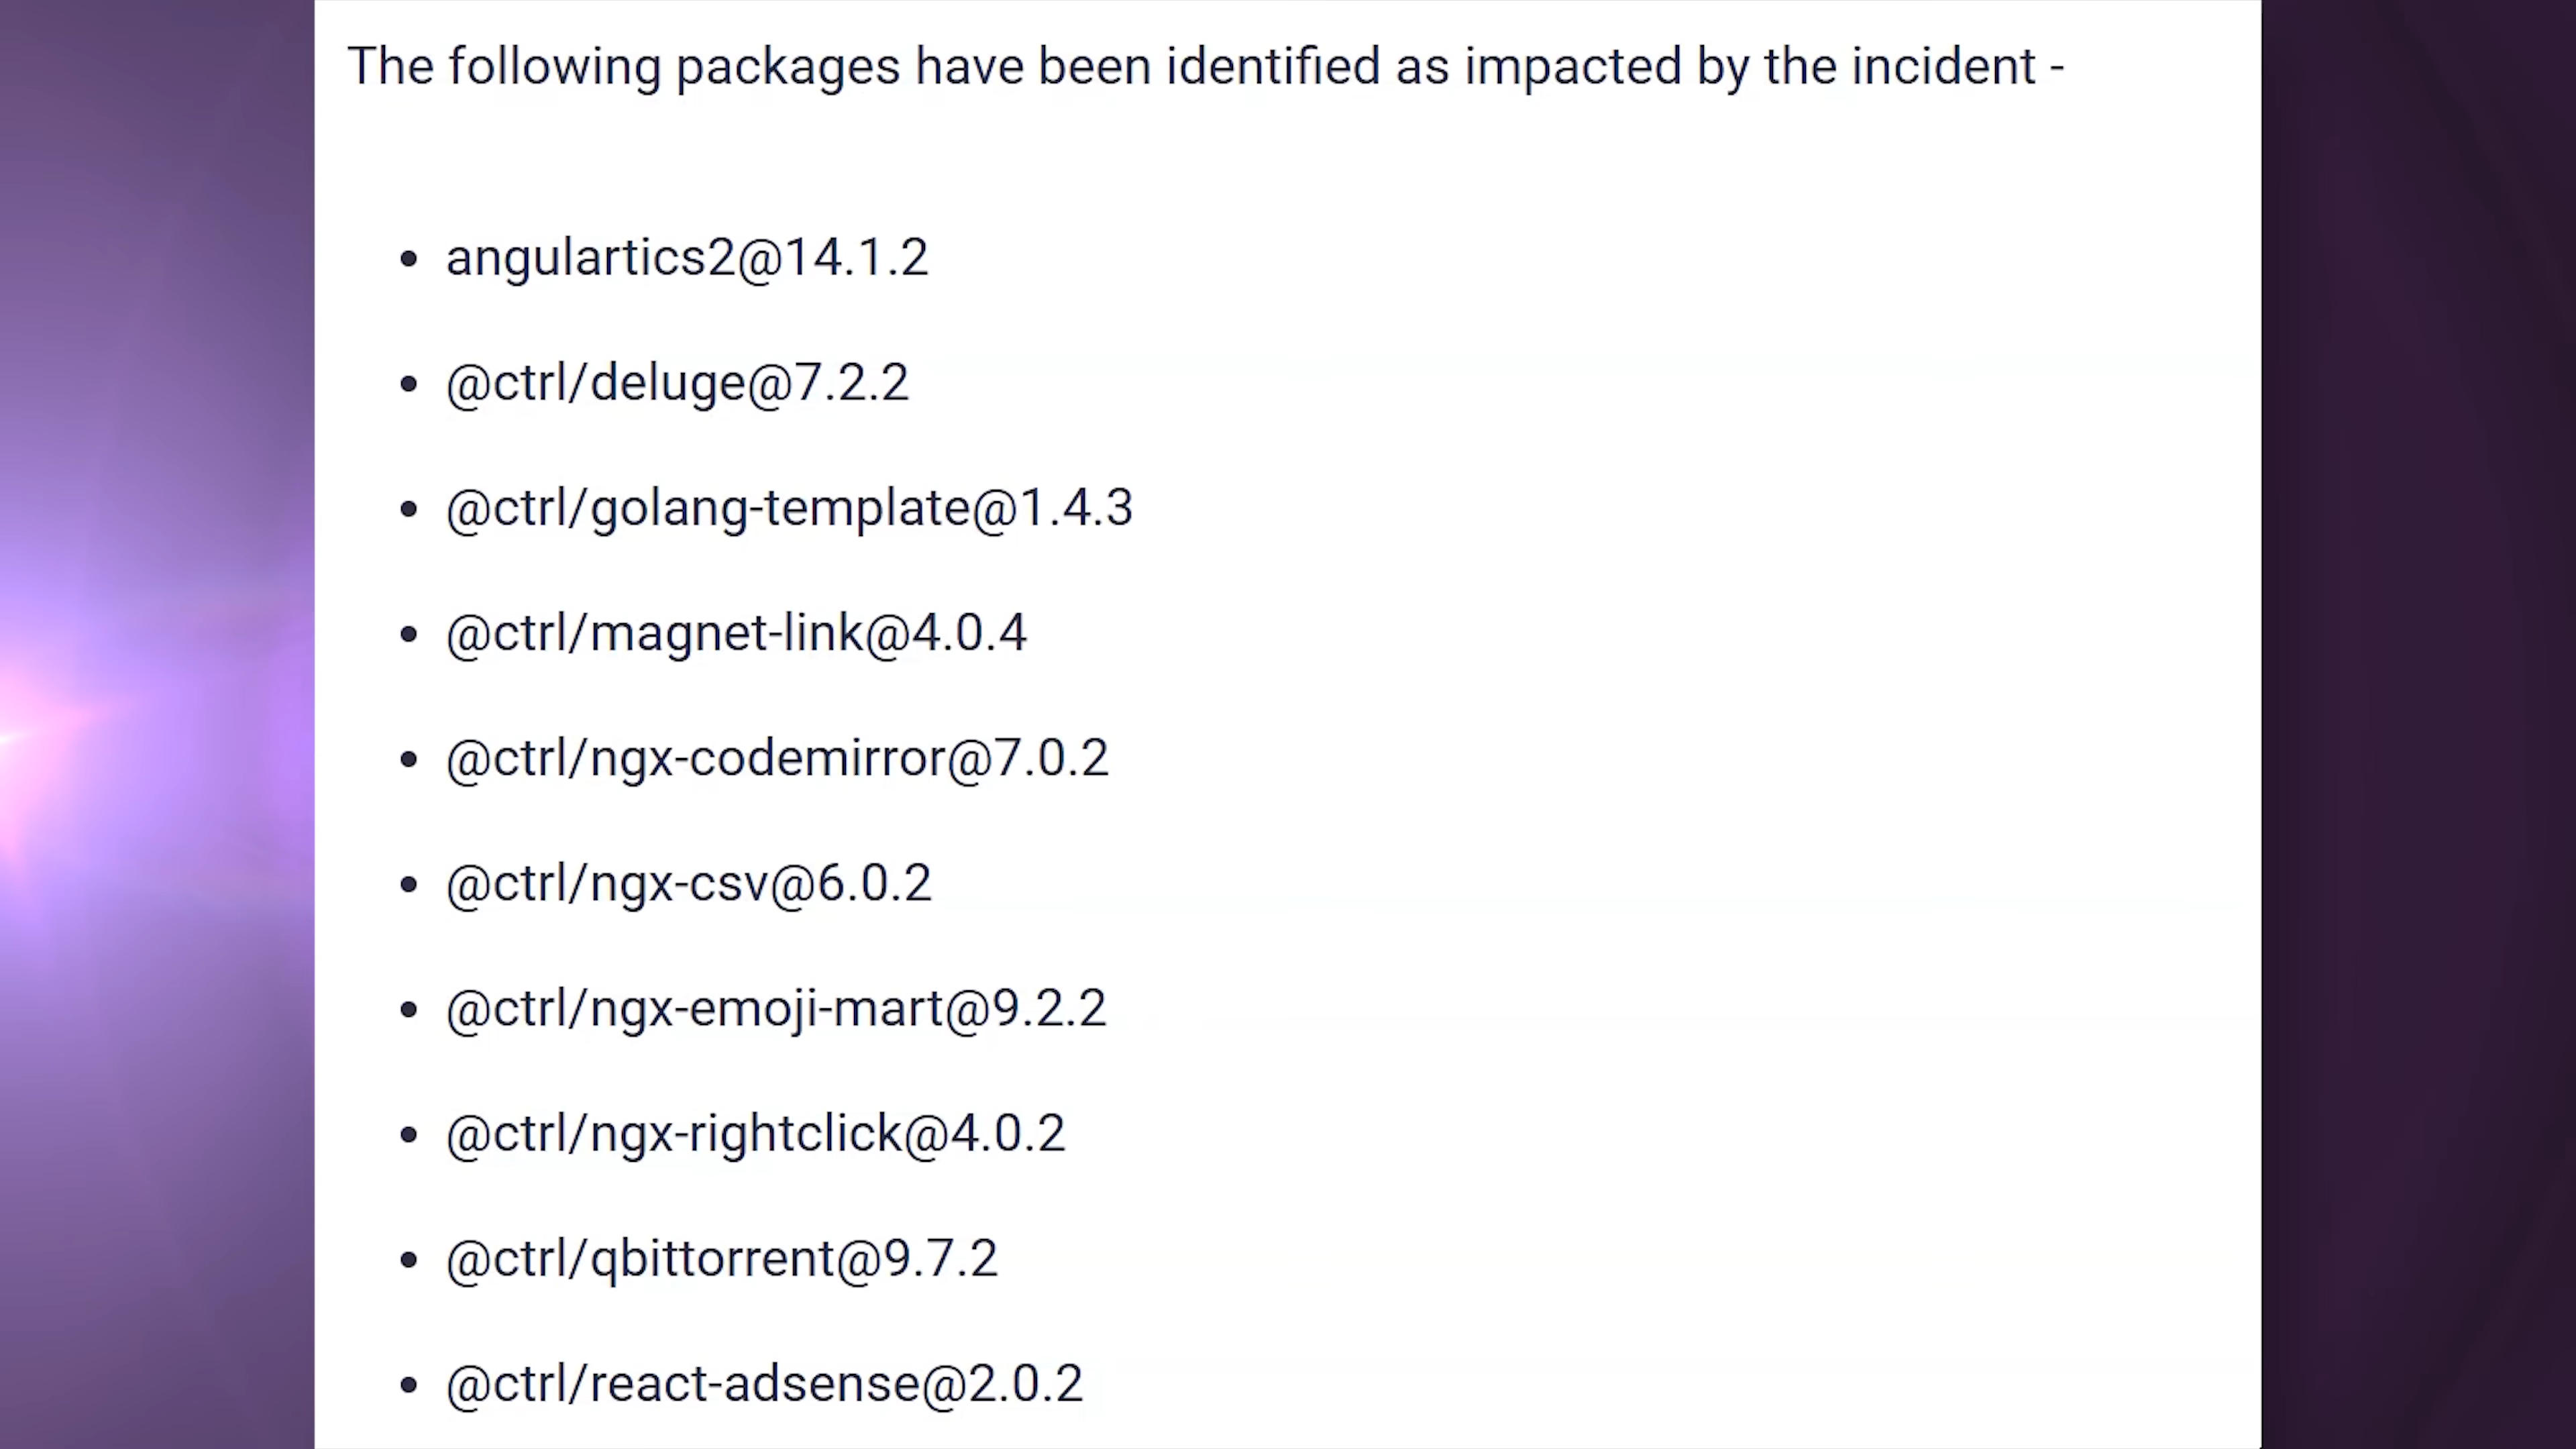 The following packages have been identified as impacted by the incident -
• angulartics2@14.1.2
• @ctrl/deluge@7.2.2
• @ctrl/golang-template@1.4.3
• @ctrl/magnet-link@4.0.4
• @ctrl/ngx-codemirror@7.0.2
• @ctrl/ngx-csv@6.0.2
• @ctrl/ngx-emoji-mart@9.2.2
• @ctrl/ngx-rightclick@4.0.2
• @ctrl/qbittorrent@9.7.2
• @ctrl/react-adsense@2.0.2